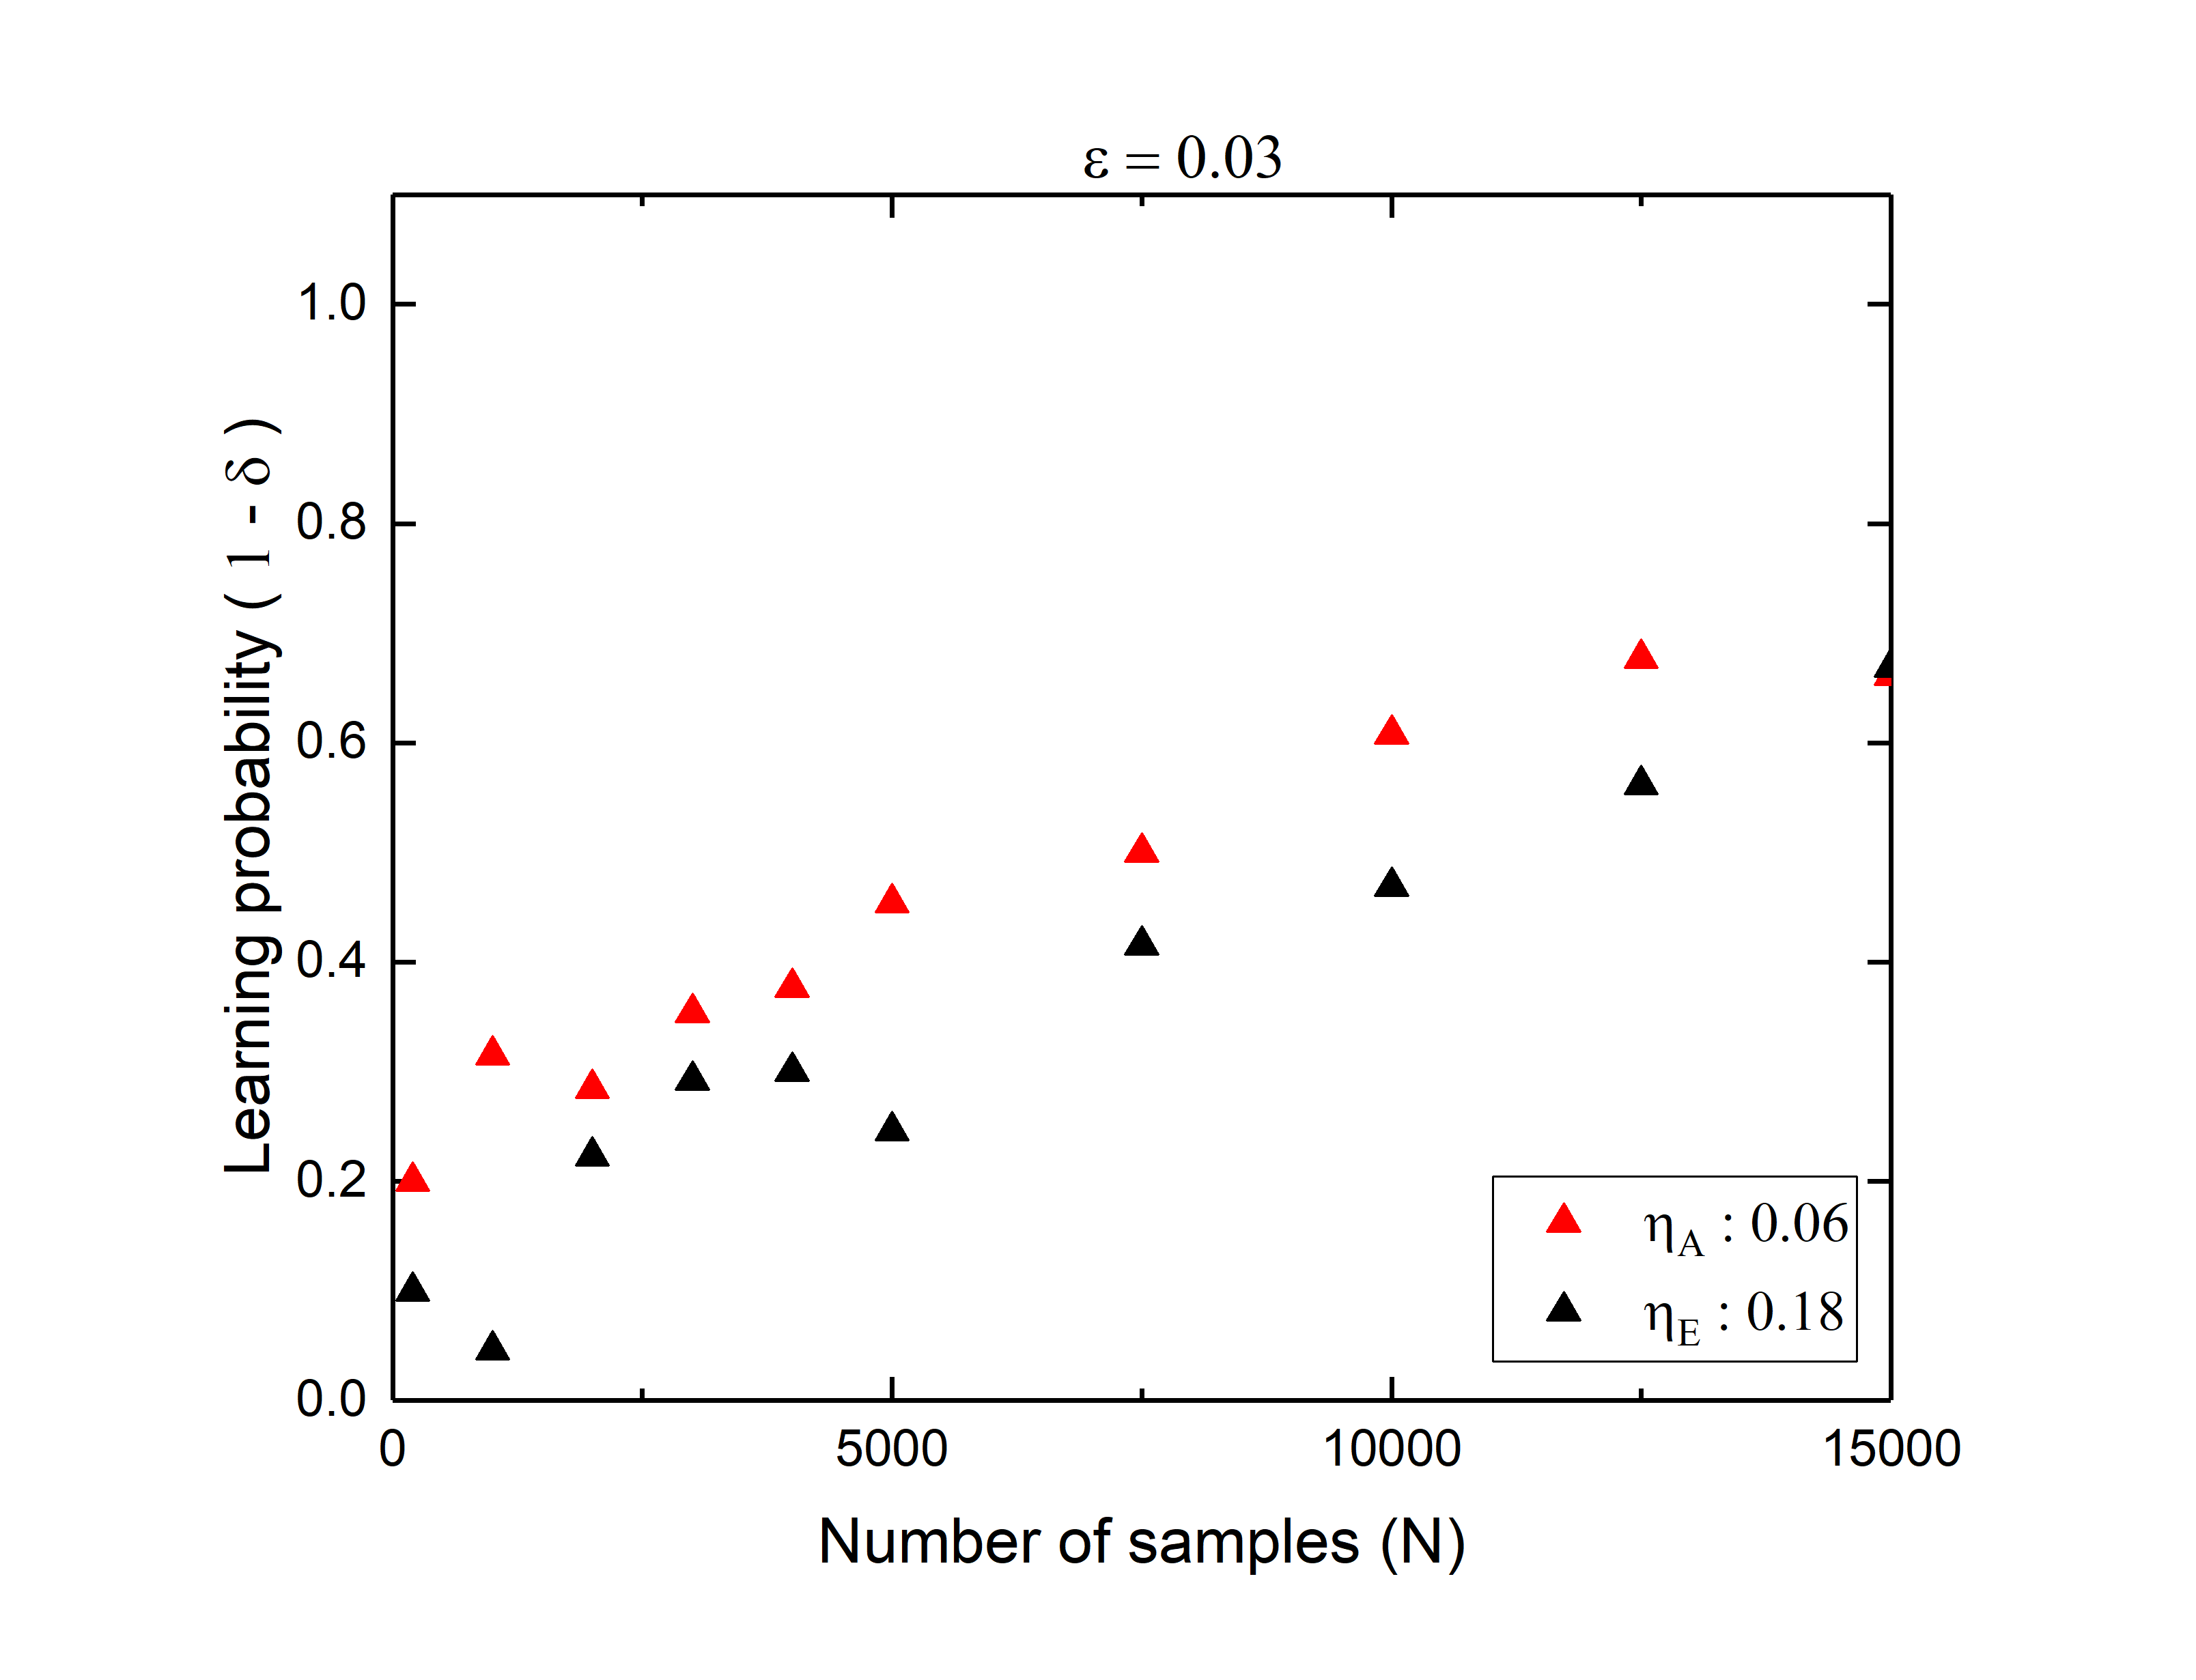 ε = 0.03
1.0
0.8
0.6
0.4
0.2
0.0
Learning probability ( 1 - δ )
0 5000 10000 15000
Number of samples (N)
η_A : 0.06
η_E : 0.18